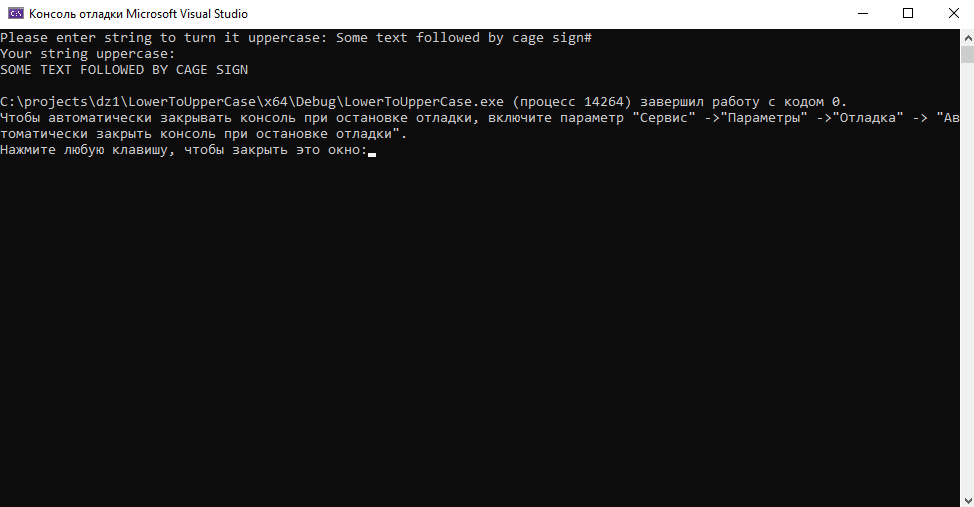 Консоль отладки Microsoft Visual Studio
Please enter string to turn it uppercase: Some text followed by cage sign#
Your string uppercase:
SOME TEXT FOLLOWED BY CAGE SIGN
C:\projects\dz1\LowerToUpperCase\x64\Debug\LowerToUpperCase.exe (процесс 14264) завершил работу с кодом 0.
Чтобы автоматически закрывать консоль при остановке отладки, включите параметр "Сервис" ->"Параметры" ->"Отладка" -> "Ав
томатически закрыть консоль при остановке отладки".
Нажмите любую клавишу, чтобы закрыть это окно: